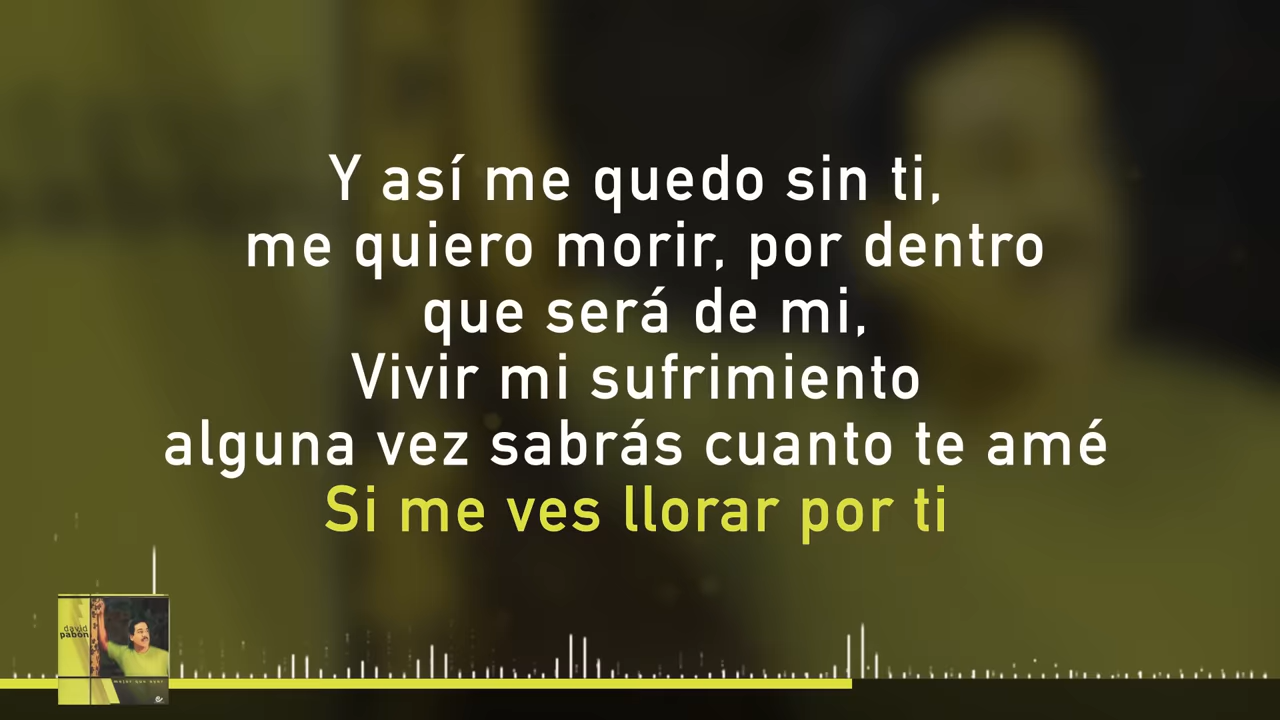 Y así me quedo sin ti,
me quiero morir, por dentro
que será de mi,
Vivir mi sufrimiento
alguna vez sabrás cuanto te amé
Si me ves llorar por ti
david
pabón